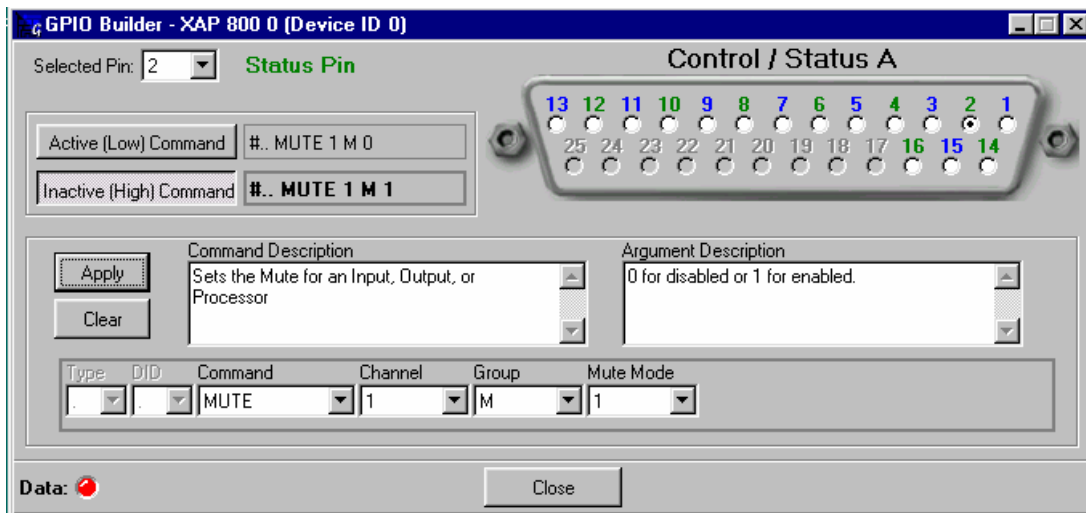 GPIO Builder - XAP 800 0 (Device ID 0)
Selected Pin: 2
Status Pin
Control / Status A
13 12 11 10 9 8 7 6 5 4 3 2 1
25 24 23 22 21 20 19 18 17 16 15 14
Active (Low) Command #.. MUTE 1 M 0
Inactive (High) Command #.. MUTE 1 M 1
Apply
Clear
Command Description
Sets the Mute for an Input, Output, or
Processor
Argument Description
0 for disabled or 1 for enabled.
Type DID Command Channel Group Mute Mode
. . MUTE 1 M 1
Data:
Close